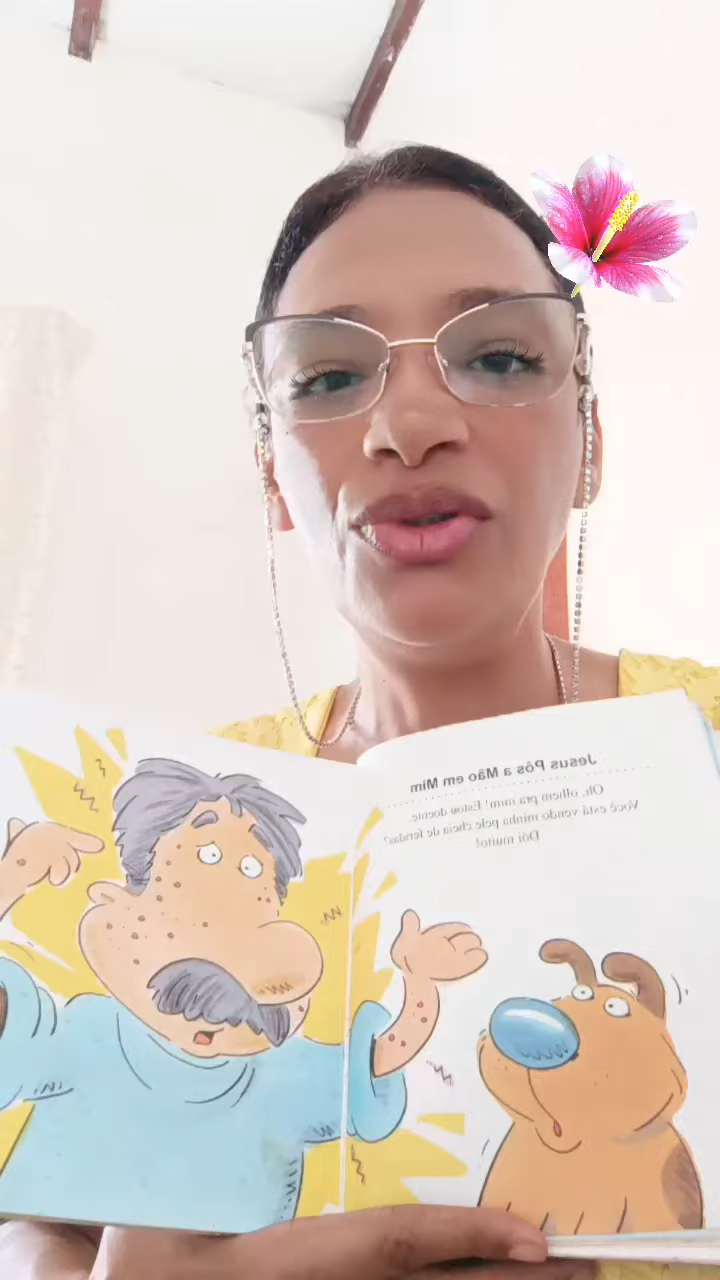 Jesus Pôs a Mão em Mim
Oh, olhem pra mim! Estou doente.
Você está vendo minha pele cheia de feridas?
Dói muito!